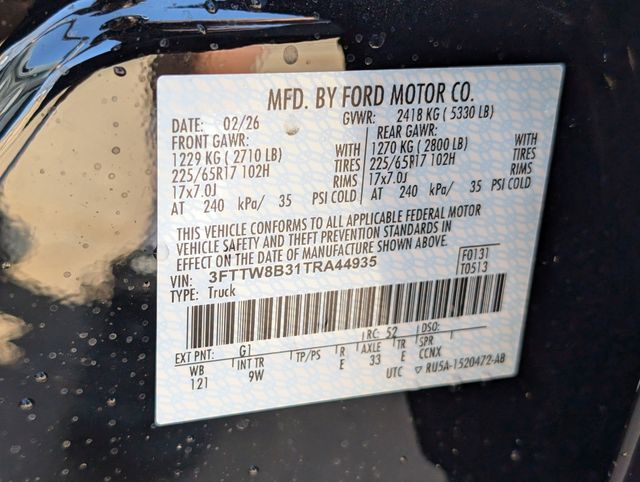 MFD. BY FORD MOTOR CO.
DATE: 02/26 GVWR: 2418 KG ( 5330 LB)
FRONT GAWR: REAR GAWR:
1229 KG ( 2710 LB) WITH 1270 KG ( 2800 LB) WITH
225/65R17 102H TIRES 225/65R17 102H TIRES
17x7.0J RIMS 17x7.0J RIMS
AT 240 kPa/ 35 PSI COLD AT 240 kPa/ 35 PSI COLD
THIS VEHICLE CONFORMS TO ALL APPLICABLE FEDERAL MOTOR
VEHICLE SAFETY AND THEFT PREVENTION STANDARDS IN
EFFECT ON THE DATE OF MANUFACTURE SHOWN ABOVE.
VIN: 3FTTW8B31TRA44935 F0131
TYPE: Truck T0513
EXT PNT: G1 RC: 52 DSO:
WB INT TR TP/PS R AXLE TR SPR
121 9W E 33 E CCNX
UTC RU5A-1520472-AB